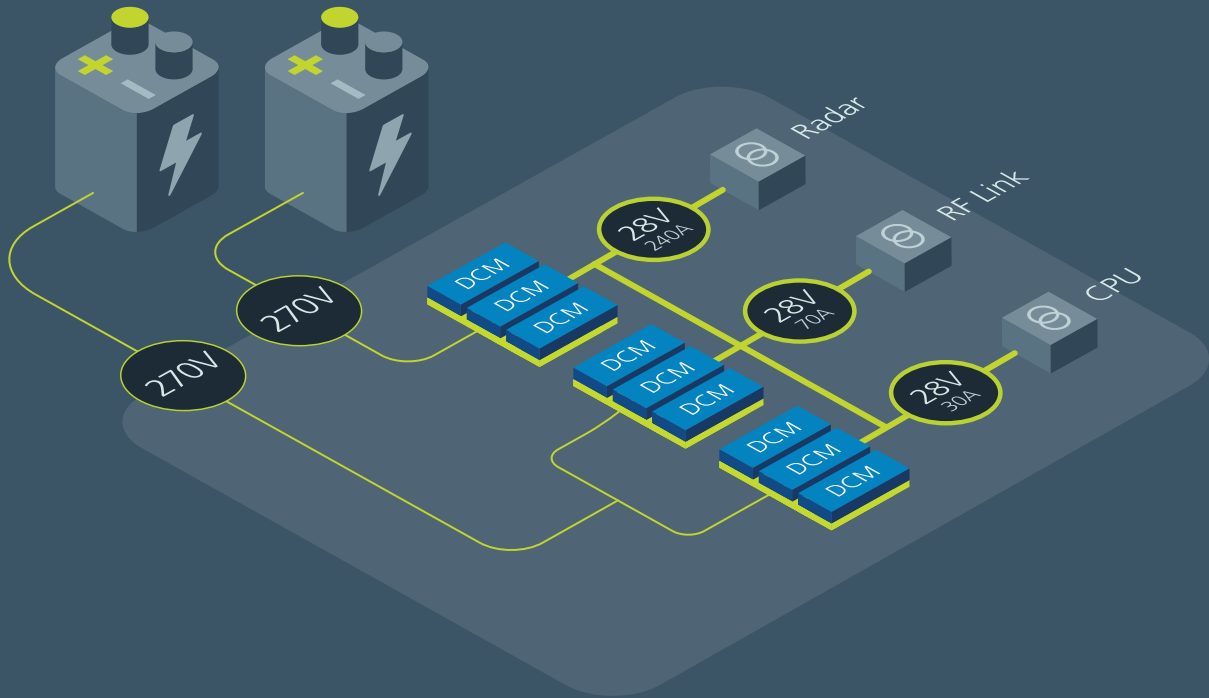 270V
270V
DCM
DCM
DCM
DCM
DCM
DCM
DCM
DCM
DCM
28V
240A
Radar
28V
70A
RF Link
28V
30A
CPU